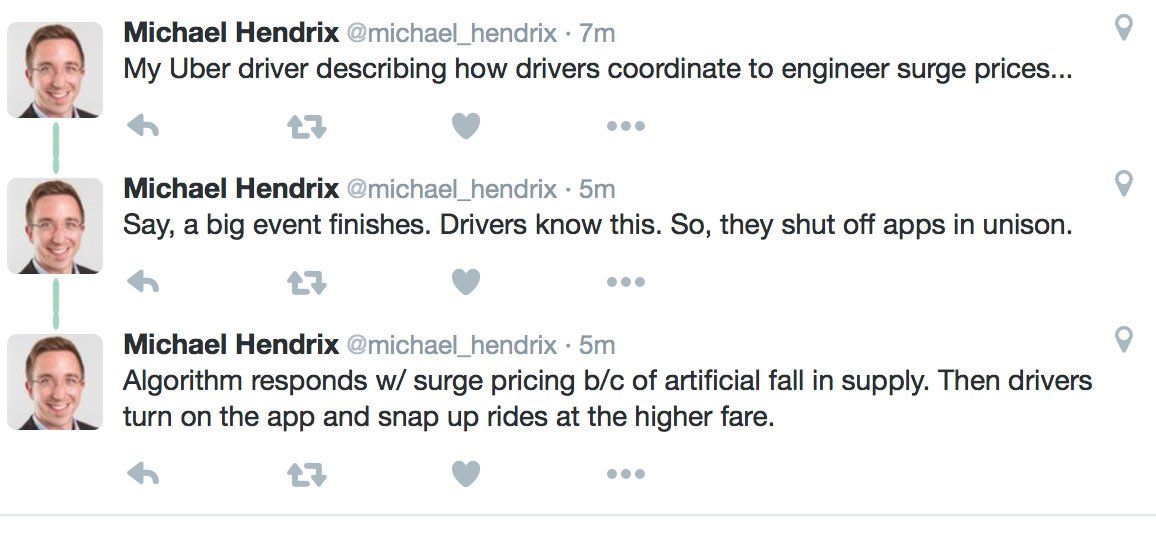 Michael Hendrix @michael_hendrix · 7m
My Uber driver describing how drivers coordinate to engineer surge prices...
Michael Hendrix @michael_hendrix · 5m
Say, a big event finishes. Drivers know this. So, they shut off apps in unison.
Michael Hendrix @michael_hendrix · 5m
Algorithm responds w/ surge pricing b/c of artificial fall in supply. Then drivers
turn on the app and snap up rides at the higher fare.